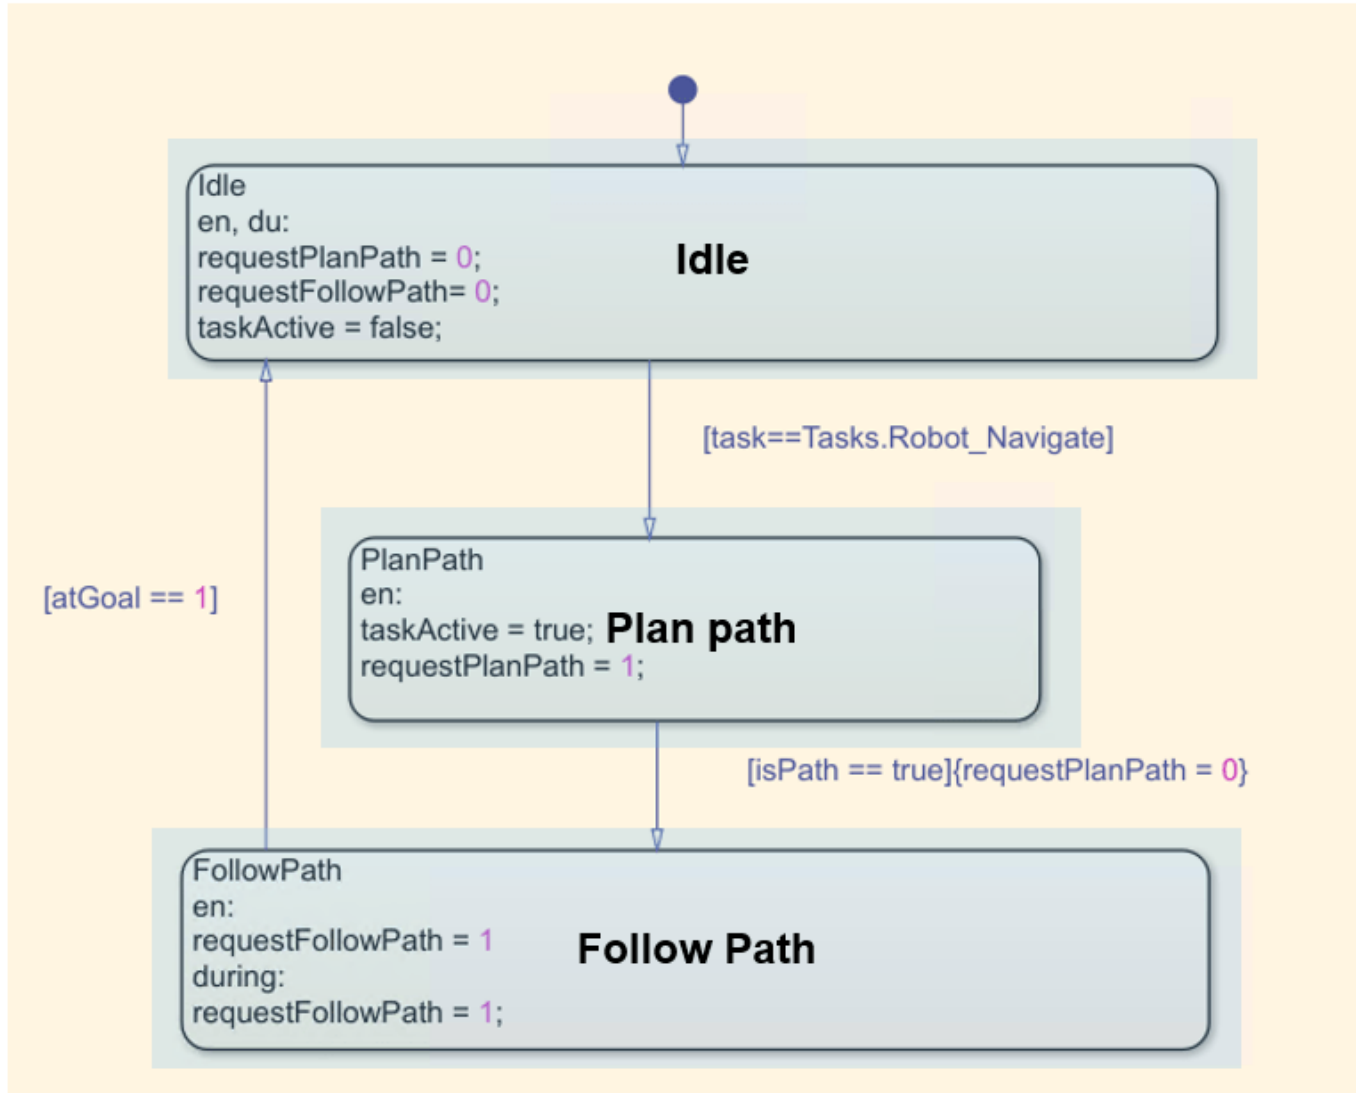 Idle
en, du:
requestPlanPath = 0;
requestFollowPath= 0;
taskActive = false;
Idle
[task==Tasks.Robot_Navigate]
PlanPath
en:
taskActive = true;
requestPlanPath = 1;
Plan path
[atGoal == 1]
[isPath == true]{requestPlanPath = 0}
FollowPath
en:
requestFollowPath = 1
during:
requestFollowPath = 1;
Follow Path